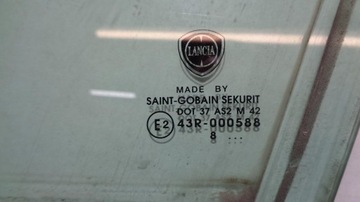 LANCIA
MADE BY
SAINT-GOBAIN SEKURIT
DOT 37 AS2 M 42
E2 43R-000588
8 ...